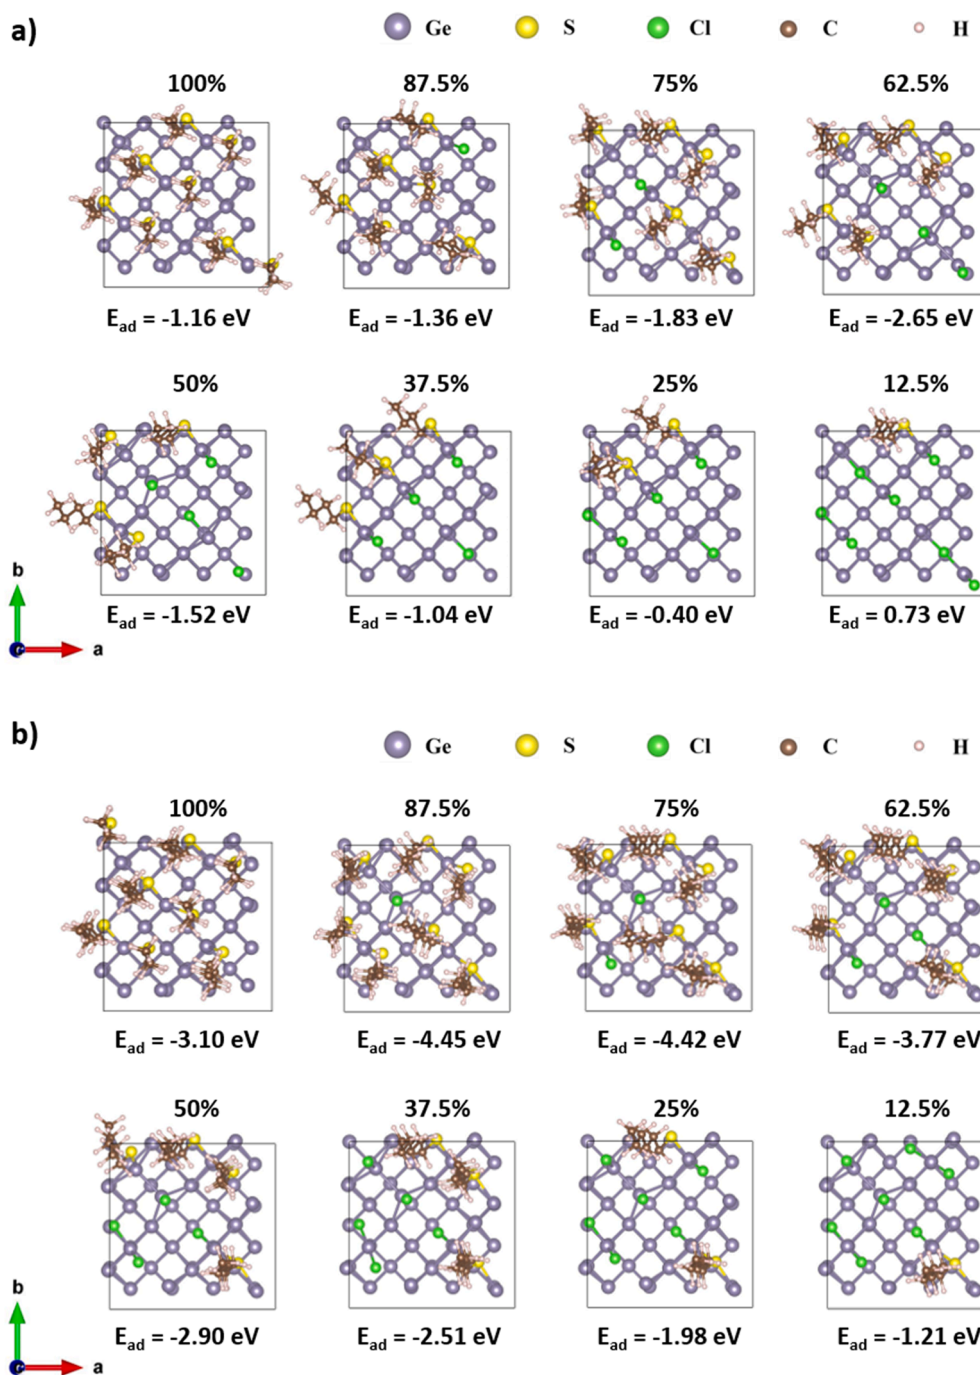 a)
Ge S Cl C H
100% 87.5% 75% 62.5%
Ead = -1.16 eV Ead = -1.36 eV Ead = -1.83 eV Ead = -2.65 eV
50% 37.5% 25% 12.5%
b
a
Ead = -1.52 eV Ead = -1.04 eV Ead = -0.40 eV Ead = 0.73 eV
b)
Ge S Cl C H
100% 87.5% 75% 62.5%
Ead = -3.10 eV Ead = -4.45 eV Ead = -4.42 eV Ead = -3.77 eV
50% 37.5% 25% 12.5%
b
Ead = -2.90 eV Ead = -2.51 eV Ead = -1.98 eV Ead = -1.21 eV
a